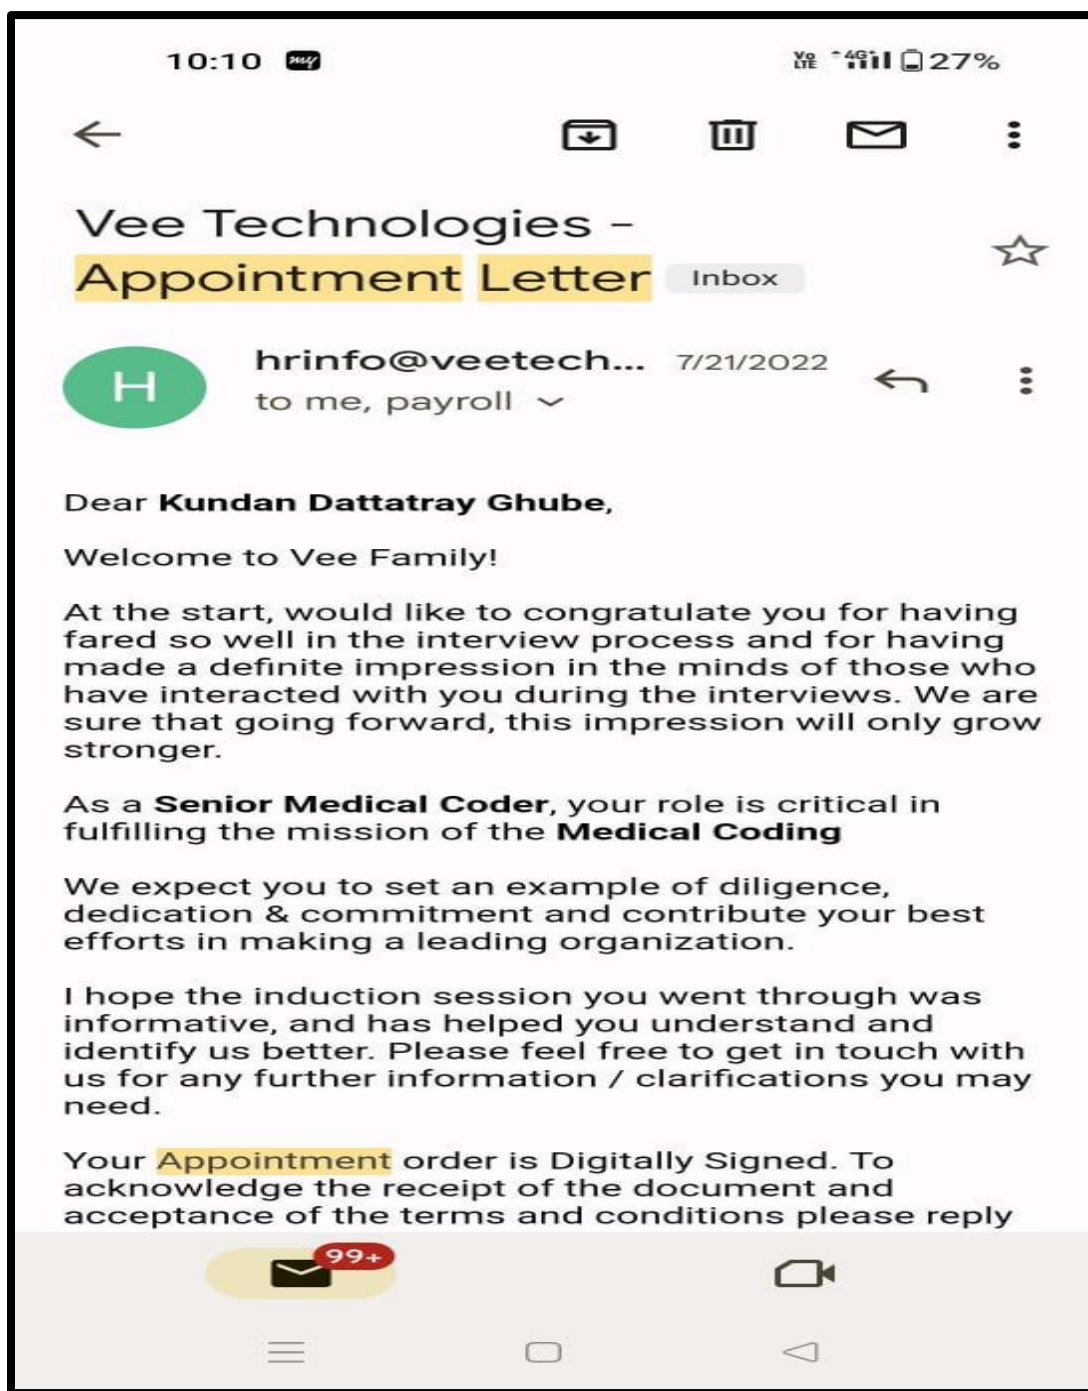 10:10 my Vo LTE 4G+ 27%
Vee Technologies -
Appointment Letter Inbox
H
hrinfo@veetech... 7/21/2022
to me, payroll
Dear Kundan Dattatray Ghube,
Welcome to Vee Family!
At the start, would like to congratulate you for having
fared so well in the interview process and for having
made a definite impression in the minds of those who
have interacted with you during the interviews. We are
sure that going forward, this impression will only grow
stronger.
As a Senior Medical Coder, your role is critical in
fulfilling the mission of the Medical Coding
We expect you to set an example of diligence,
dedication & commitment and contribute your best
efforts in making a leading organization.
I hope the induction session you went through was
informative, and has helped you understand and
identify us better. Please feel free to get in touch with
us for any further information / clarifications you may
need.
Your Appointment order is Digitally Signed. To
acknowledge the receipt of the document and
acceptance of the terms and conditions please reply
99+